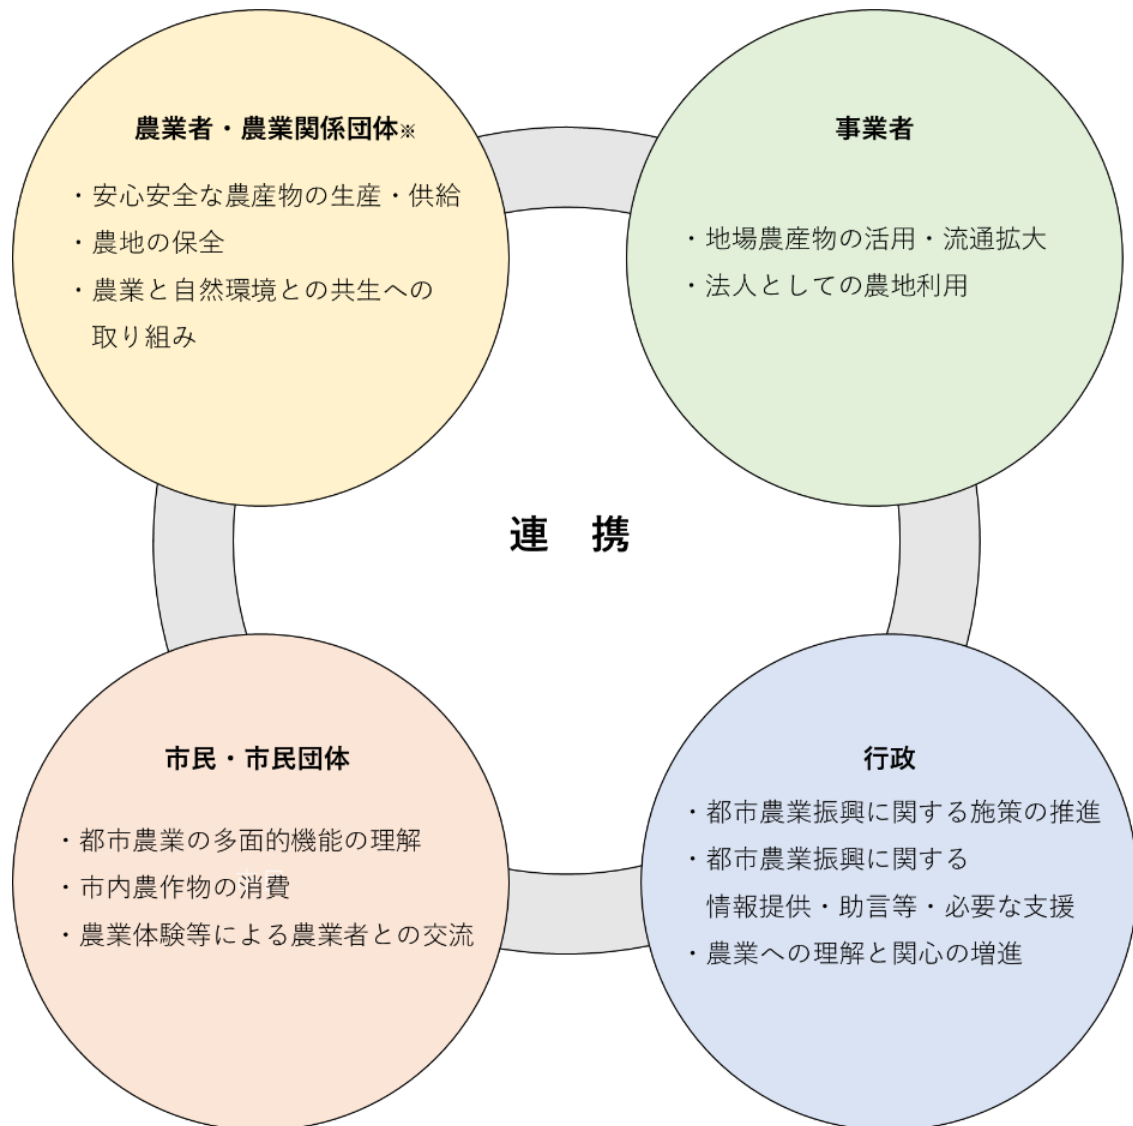 農業者・農業関係団体※
・安心安全な農産物の生産・供給
・農地の保全
・農業と自然環境との共生への
取り組み
事業者
・地場農産物の活用・流通拡大
・法人としての農地利用
連　携
市民・市民団体
・都市農業の多面的機能の理解
・市内農作物の消費
・農業体験等による農業者との交流
行政
・都市農業振興に関する施策の推進
・都市農業振興に関する
情報提供・助言等・必要な支援
・農業への理解と関心の増進